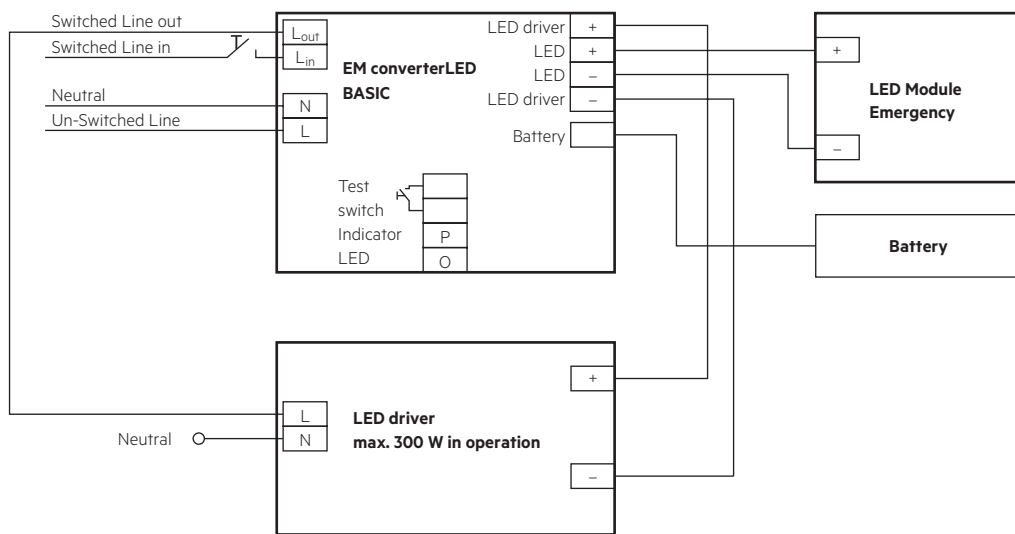 Switched Line out
Switched Line in
Neutral
Un-Switched Line
Lout
Lin
N
L
EM converterLED
BASIC
LED driver
LED
LED
LED driver
Battery
+
+
–
–
Test
switch
Indicator
LED
P
O
+
–
LED Module
Emergency
Battery
Neutral
L
N
LED driver
max. 300 W in operation
+
–